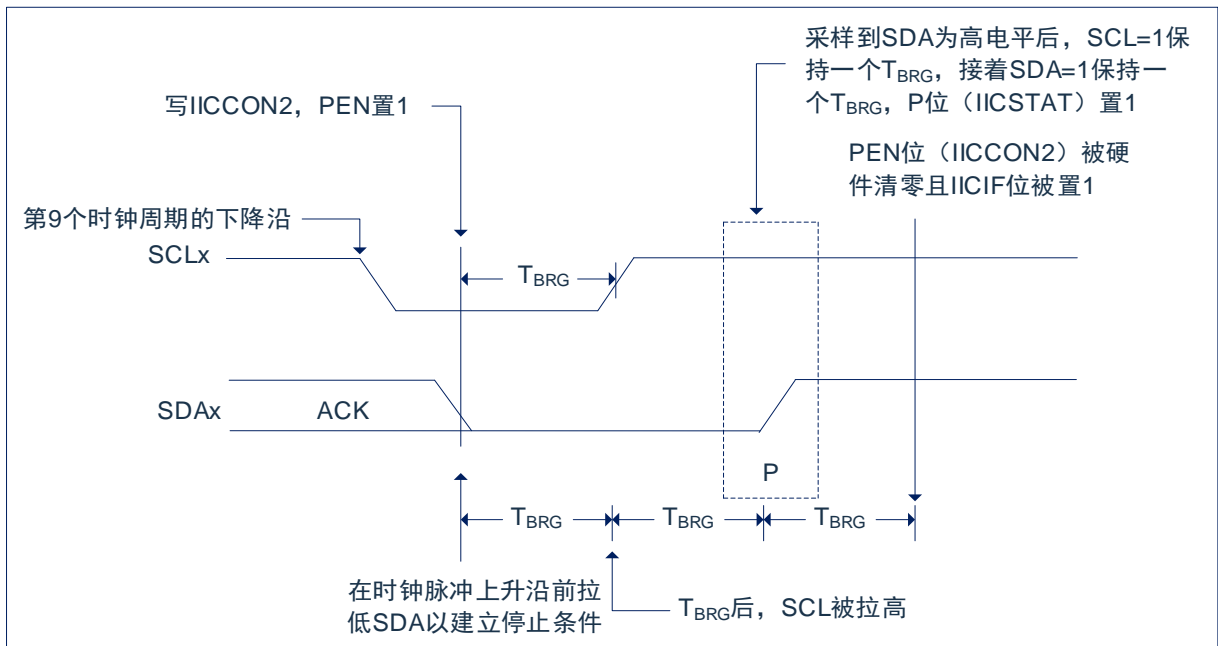 采样到SDA为高电平后，SCL=1保
持一个TBRG，接着SDA=1保持一
个TBRG, P位（IICSTAT）置1
写IICCON2，PEN置1
PEN位（IICCON2）被硬
件清零且IICIF位被置1
第9个时钟周期的下降沿
SCLx
TBRG
SDAx
ACK
P
TBRG
TBRG
TBRG
在时钟脉冲上升沿前拉
低SDA以建立停止条件
TBRG后，SCL被拉高